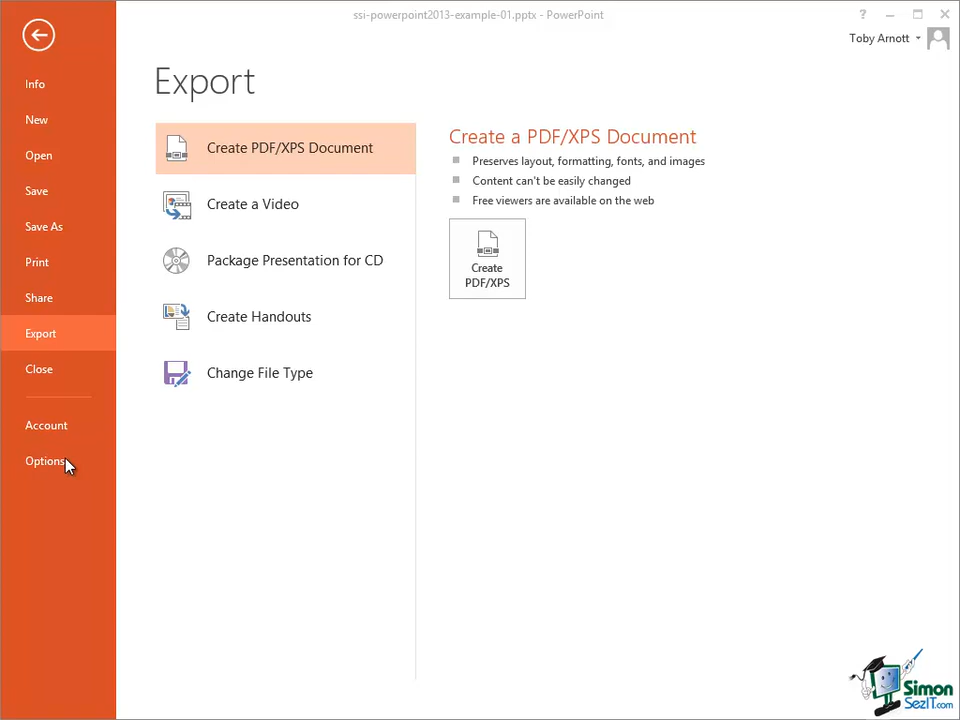 ssi-powerpoint2013-example-01.pptx - PowerPoint
?
Toby Arnott
Info
New
Open
Save
Save As
Print
Share
Export
Close
Account
Options
Export
Create PDF/XPS Document
Create a Video
Package Presentation for CD
Create Handouts
Change File Type
Create a PDF/XPS Document
Preserves layout, formatting, fonts, and images
Content can't be easily changed
Free viewers are available on the web
Create
PDF/XPS
Simon
SezIT.com